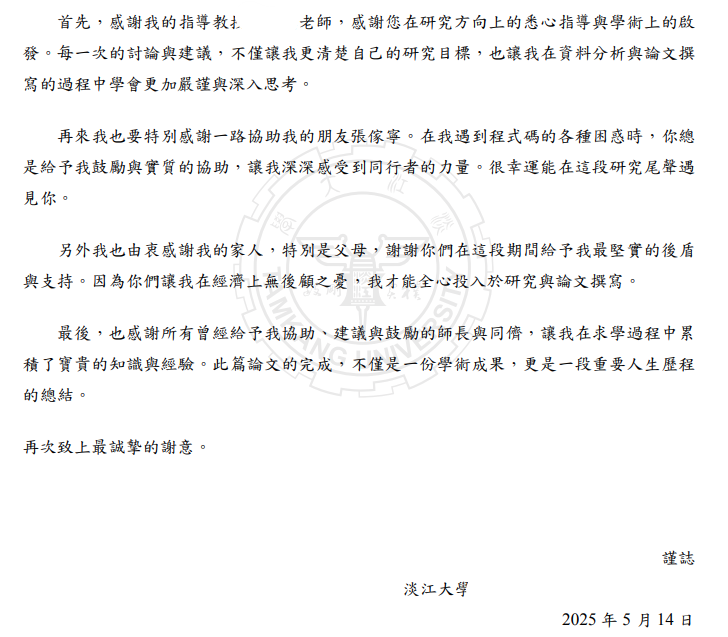 首先，感謝我的指導教 老師，感謝您在研究方向上的悉心指導與學術上的啟
發。每一次的討論與建議，不僅讓我更清楚自己的研究目標，也讓我在資料分析與論文撰
寫的過程中學會更加嚴謹與深入思考。
再來我也要特別感謝一路協助我的朋友張傢寧。在我遇到程式碼的各種困惑時，你總
是給予我鼓勵與實質的協助，讓我深深感受到同行者的力量。很幸運能在這段研究尾聲遇
見你。
另外我也由衷感謝我的家人，特別是父母，謝謝你們在這段期間給予我最堅實的後盾
與支持。因為你們讓我在經濟上無後顧之憂，我才能全心投入於研究與論文撰寫。
最後，也感謝所有曾經給予我協助、建議與鼓勵的師長與同儕，讓我在求學過程中累
積了寶貴的知識與經驗。此篇論文的完成，不僅是一份學術成果，更是一段重要人生歷程
的總結。
再次致上最誠摯的謝意。
謹誌
淡江大學
2025 年 5 月 14 日
TAMKANG UNIVERSITY